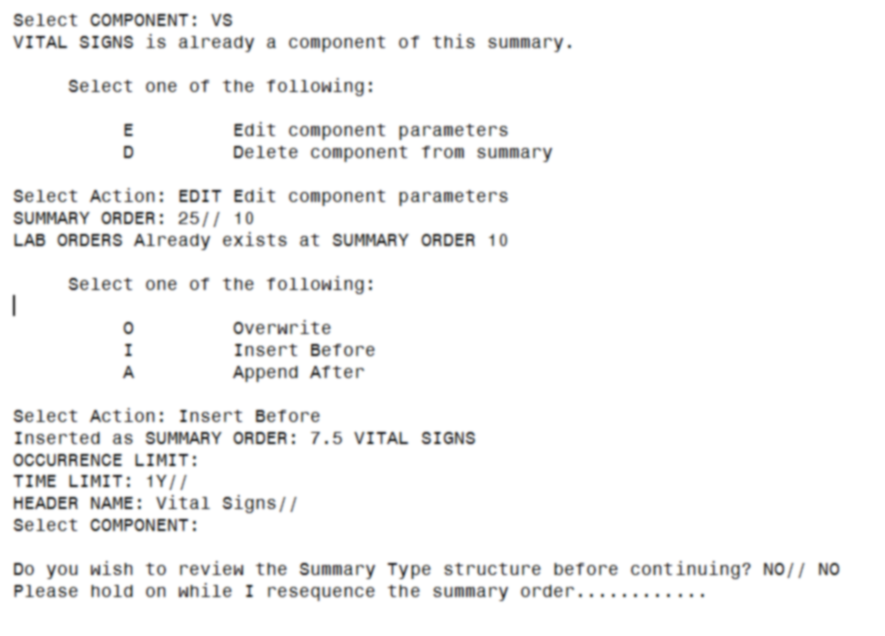 Select COMPONENT: VS
VITAL SIGNS is already a component of this summary.
Select one of the following:
E Edit component parameters
D Delete component from summary
Select Action: EDIT Edit component parameters
SUMMARY ORDER: 25// 10
LAB ORDERS Already exists at SUMMARY ORDER 10
Select one of the following:
O Overwrite
I Insert Before
A Append After
Select Action: Insert Before
Inserted as SUMMARY ORDER: 7.5 VITAL SIGNS
OCCURRENCE LIMIT:
TIME LIMIT: 1Y//
HEADER NAME: Vital Signs//
Select COMPONENT:
Do you wish to review the Summary Type structure before continuing? NO// NO
Please hold on while I resequence the summary order............